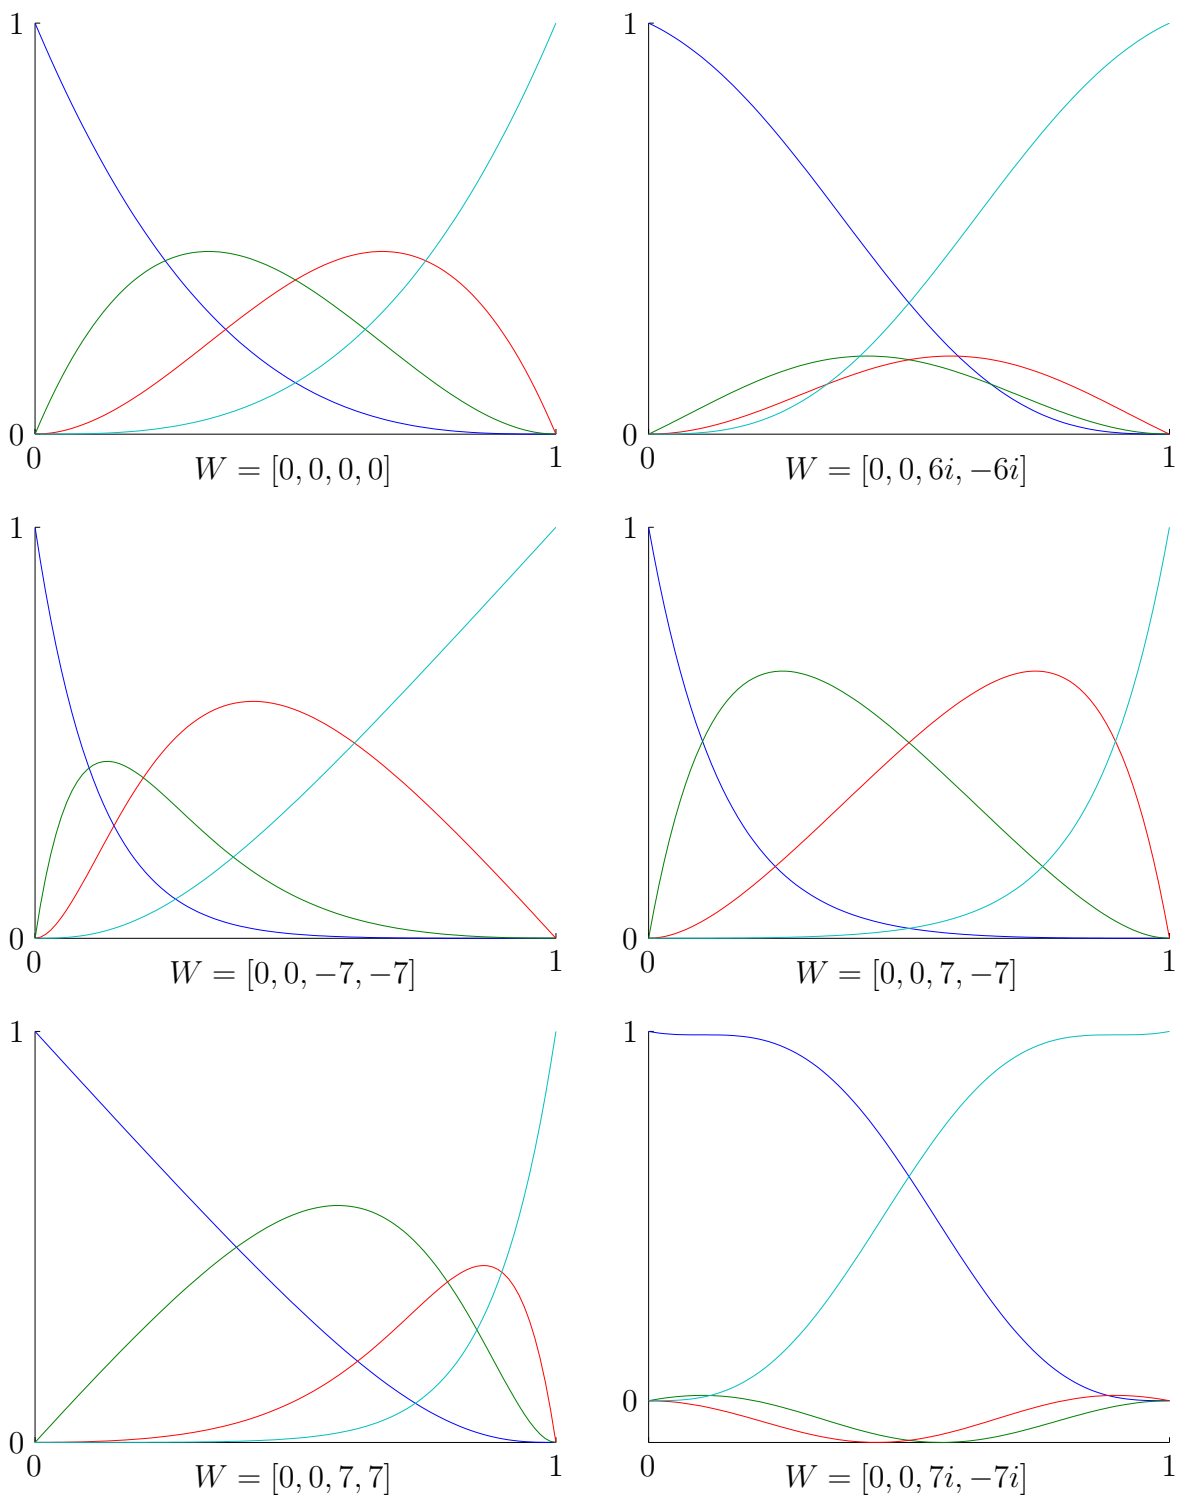 1 1
0 0
0 1 0 1
W = [0, 0, 0, 0] W = [0, 0, 6i, −6i]
1 1
0 0
0 1 0 1
W = [0, 0, −7, −7] W = [0, 0, 7, −7]
1 1
0
0
0 1 0 1
W = [0, 0, 7, 7] W = [0, 0, 7i, −7i]